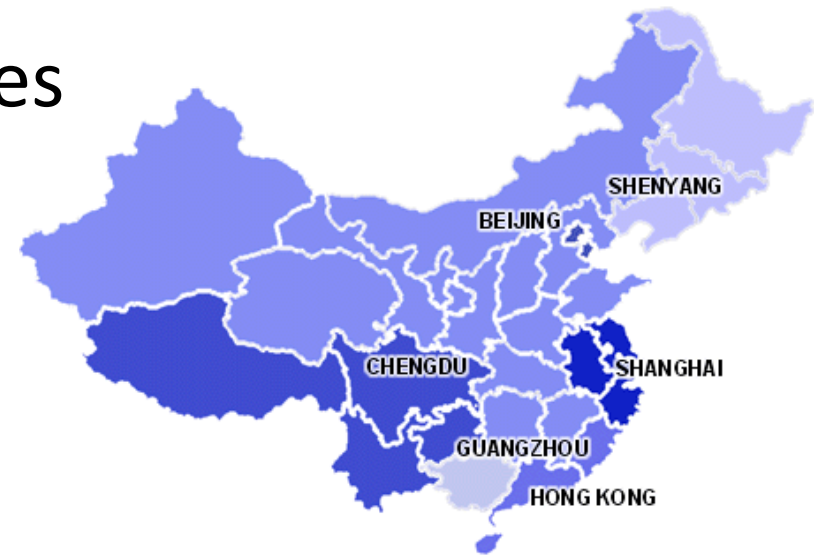 es
SHENYANG
BEIJING
CHENGDU
SHANGHAI
GUANGZHOU
HONG KONG